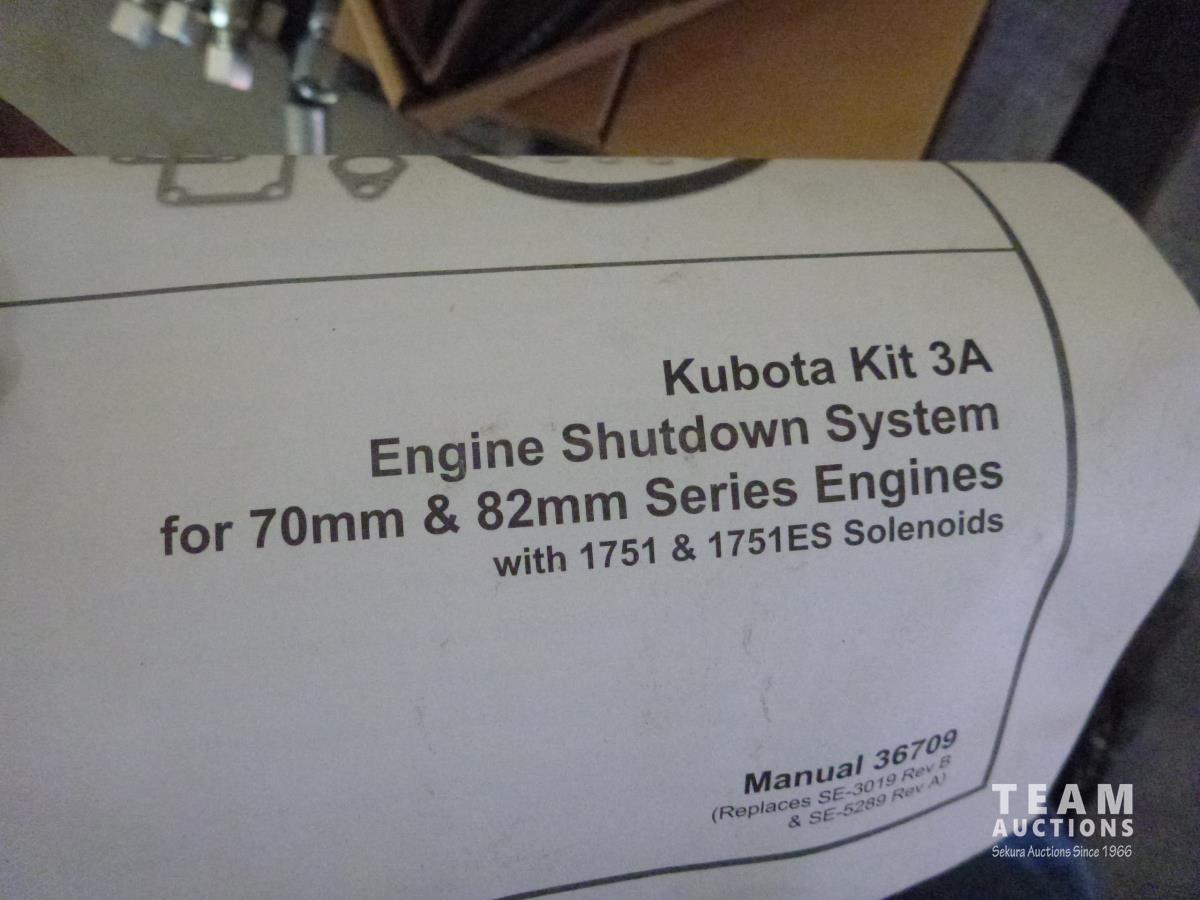 Kubota Kit 3A
Engine Shutdown System
for 70mm & 82mm Series Engines
with 1751 & 1751ES Solenoids
Manual 36709
(Replaces SE-3019 Rev B
& SE-5289 Rev A)
TEAM
AUCTIONS
Sekura Auctions Since 1966